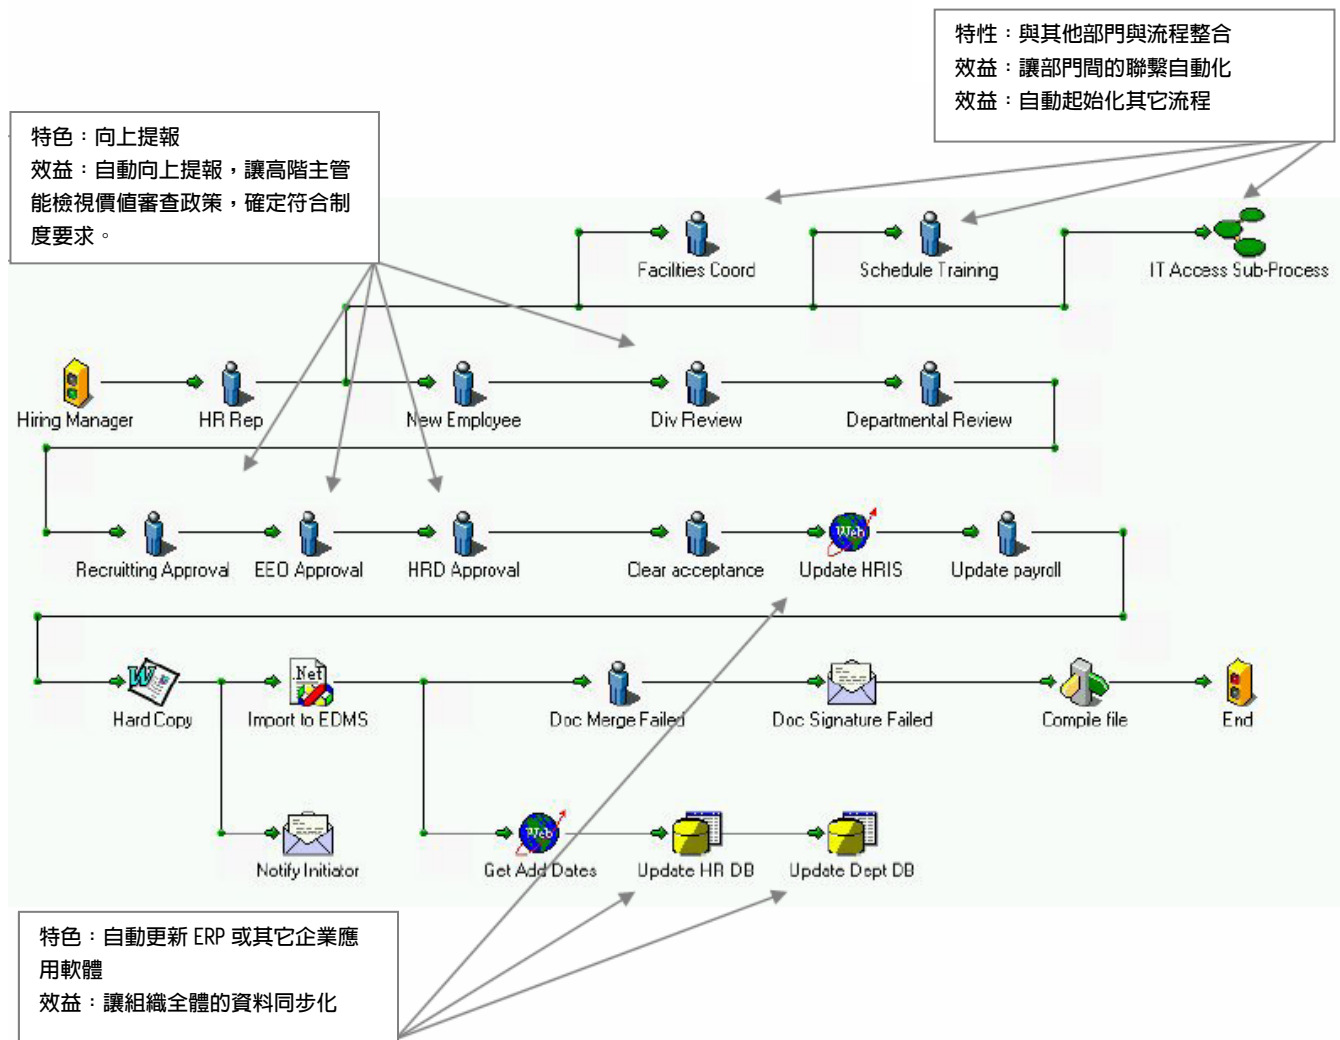 特性：與其他部門與流程整合
效益：讓部門間的聯繫自動化
效益：自動起始化其它流程
特色：向上提報
效益：自動向上提報，讓高階主管
能檢視價值審查政策，確定符合制
度要求。
Facilties Coord
Schedule Training
IT Access Sub-Process
Hiring Manager
HR Rep
New Employee
Div Review
Departmental Review
Recruitting Approval
EEO Approval
HRD Approval
Clear acceptance
Web
Update HRIS
Update payroll
W
Hard Copy
.Net
Import to EDMS
Doc Merge Failed
Doc Signature Failed
Compile file
End
Notify Initiator
Web
Get Add Dates
Update HR DB
Update Dept DB
特色：自動更新 ERP 或其它企業應
用軟體
效益：讓組織全體的資料同步化